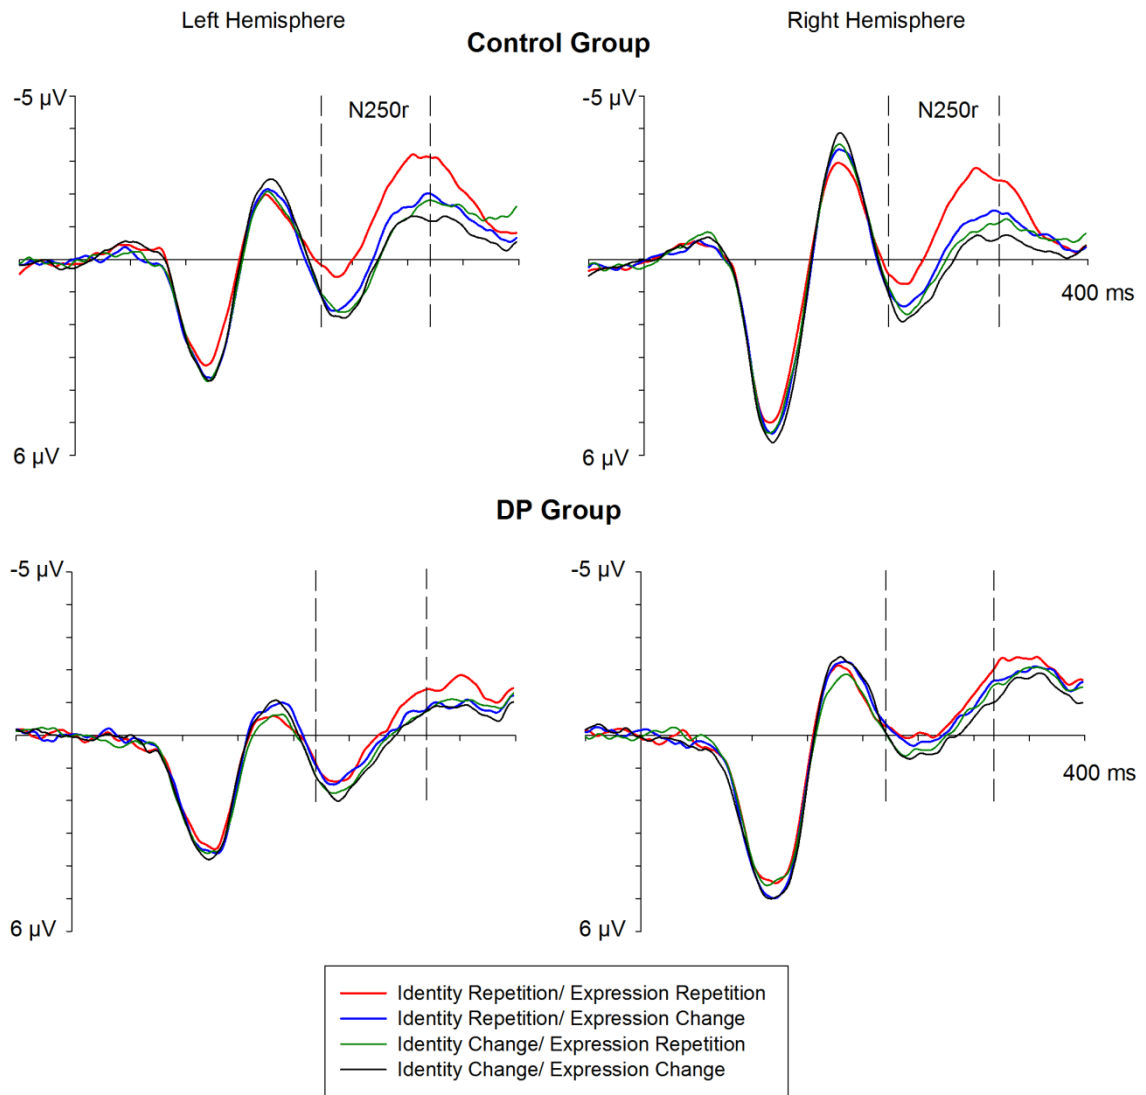 Left Hemisphere
Right Hemisphere
Control Group
-5 µV
N250r
-5 µV
N250r
400 ms
6 µV
6 µV
DP Group
-5 µV
-5 µV
400 ms
6 µV
6 µV
Identity Repetition/ Expression Repetition
Identity Repetition/ Expression Change
Identity Change/ Expression Repetition
Identity Change/ Expression Change